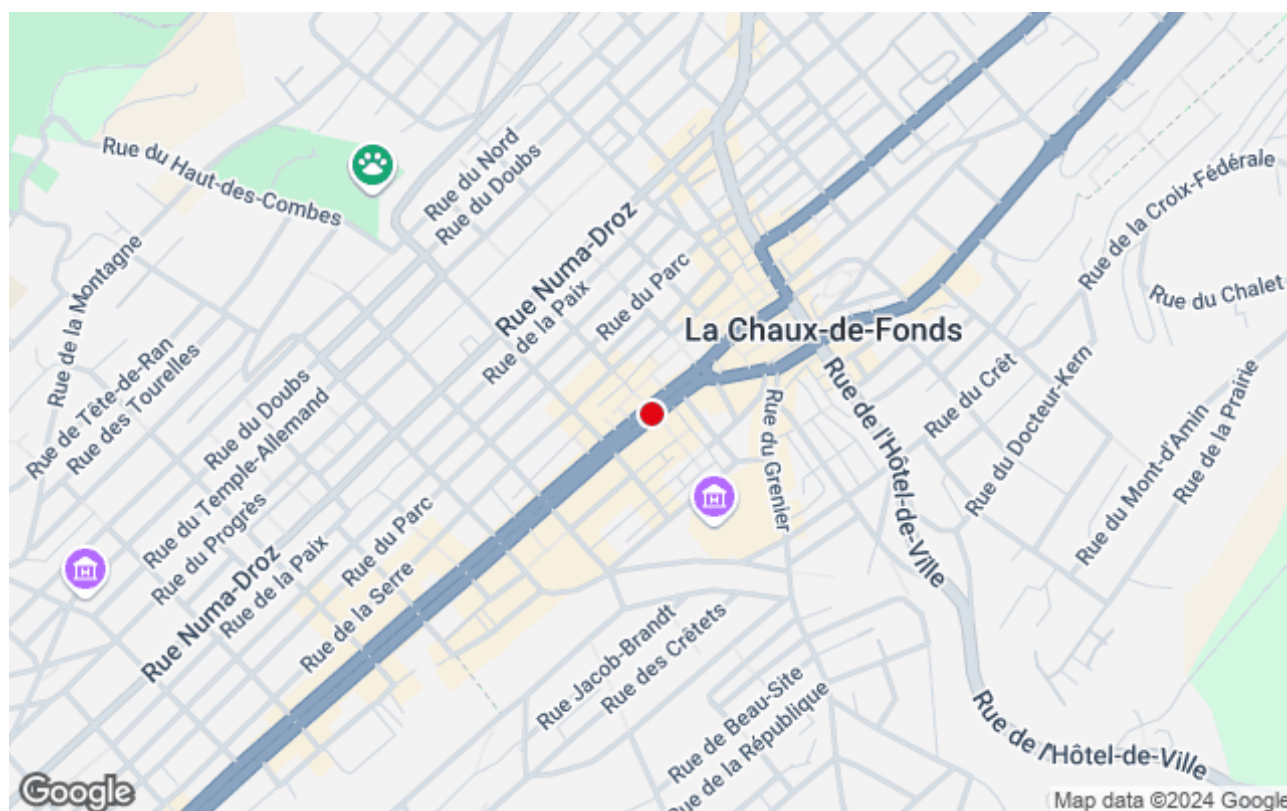 Rue du Haut-des-Combes
Rue du Nord
Rue du Doubs
Rue de la Croix-Fédérale
Rue de la Montagne
Rue Numa-Droz
Rue du Parc
Rue de la Paix
Rue du Chalet
La Chaux-de-Fonds
Rue de Tête-de-Ran
Rue des Tourelles
Rue du Doubs
Rue du Temple-Allemand
Rue du Progrès
Rue Numa-Droz
Rue de la Paix
Rue du Parc
Rue de la Serre
Rue du Grenier
Rue de l'Hôtel-de-Ville
Rue du Crêt
Rue du Docteur-Kern
Rue du Mont-d'Amin
Rue de la Prairie
Rue Jacob-Brandt
Rue des Crêtets
Rue de Beau-Site
Rue de la République
Rue de l'Hôtel-de-Ville
Google
Map data ©2024 Google